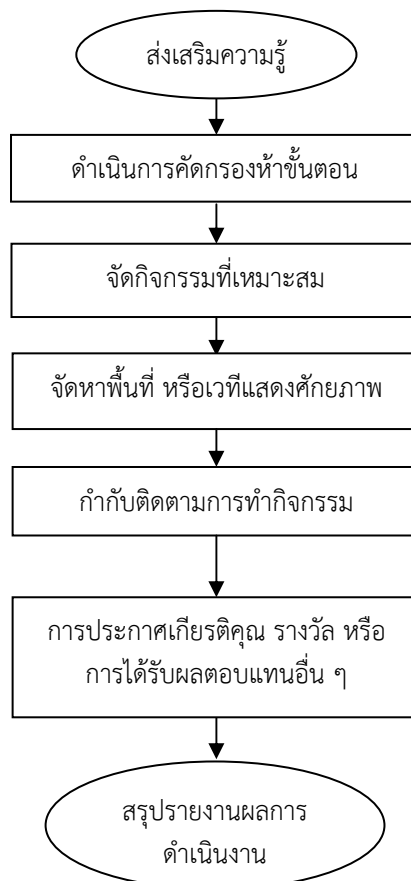 ส่งเสริมความรู้
ดำเนินการคัดกรองห้าขั้นตอน
จัดกิจกรรมที่เหมาะสม
จัดหาพื้นที่ หรือเวทีแสดงศักยภาพ
กำกับติดตามการทำกิจกรรม
การประกาศเกียรติคุณ รางวัล หรือ
การได้รับผลตอบแทนอื่น ๆ
สรุปรายงานผลการ
ดำเนินงาน